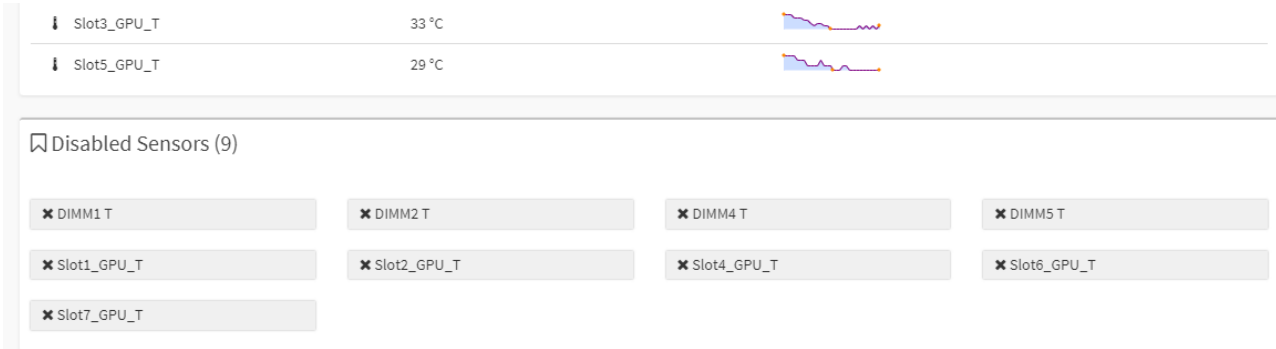 Slot3_GPU_T 33 °C
Slot5_GPU_T 29 °C
Disabled Sensors (9)
DIMM1 T DIMM2 T DIMM4 T DIMM5 T
Slot1_GPU_T Slot2_GPU_T Slot4_GPU_T Slot6_GPU_T
Slot7_GPU_T